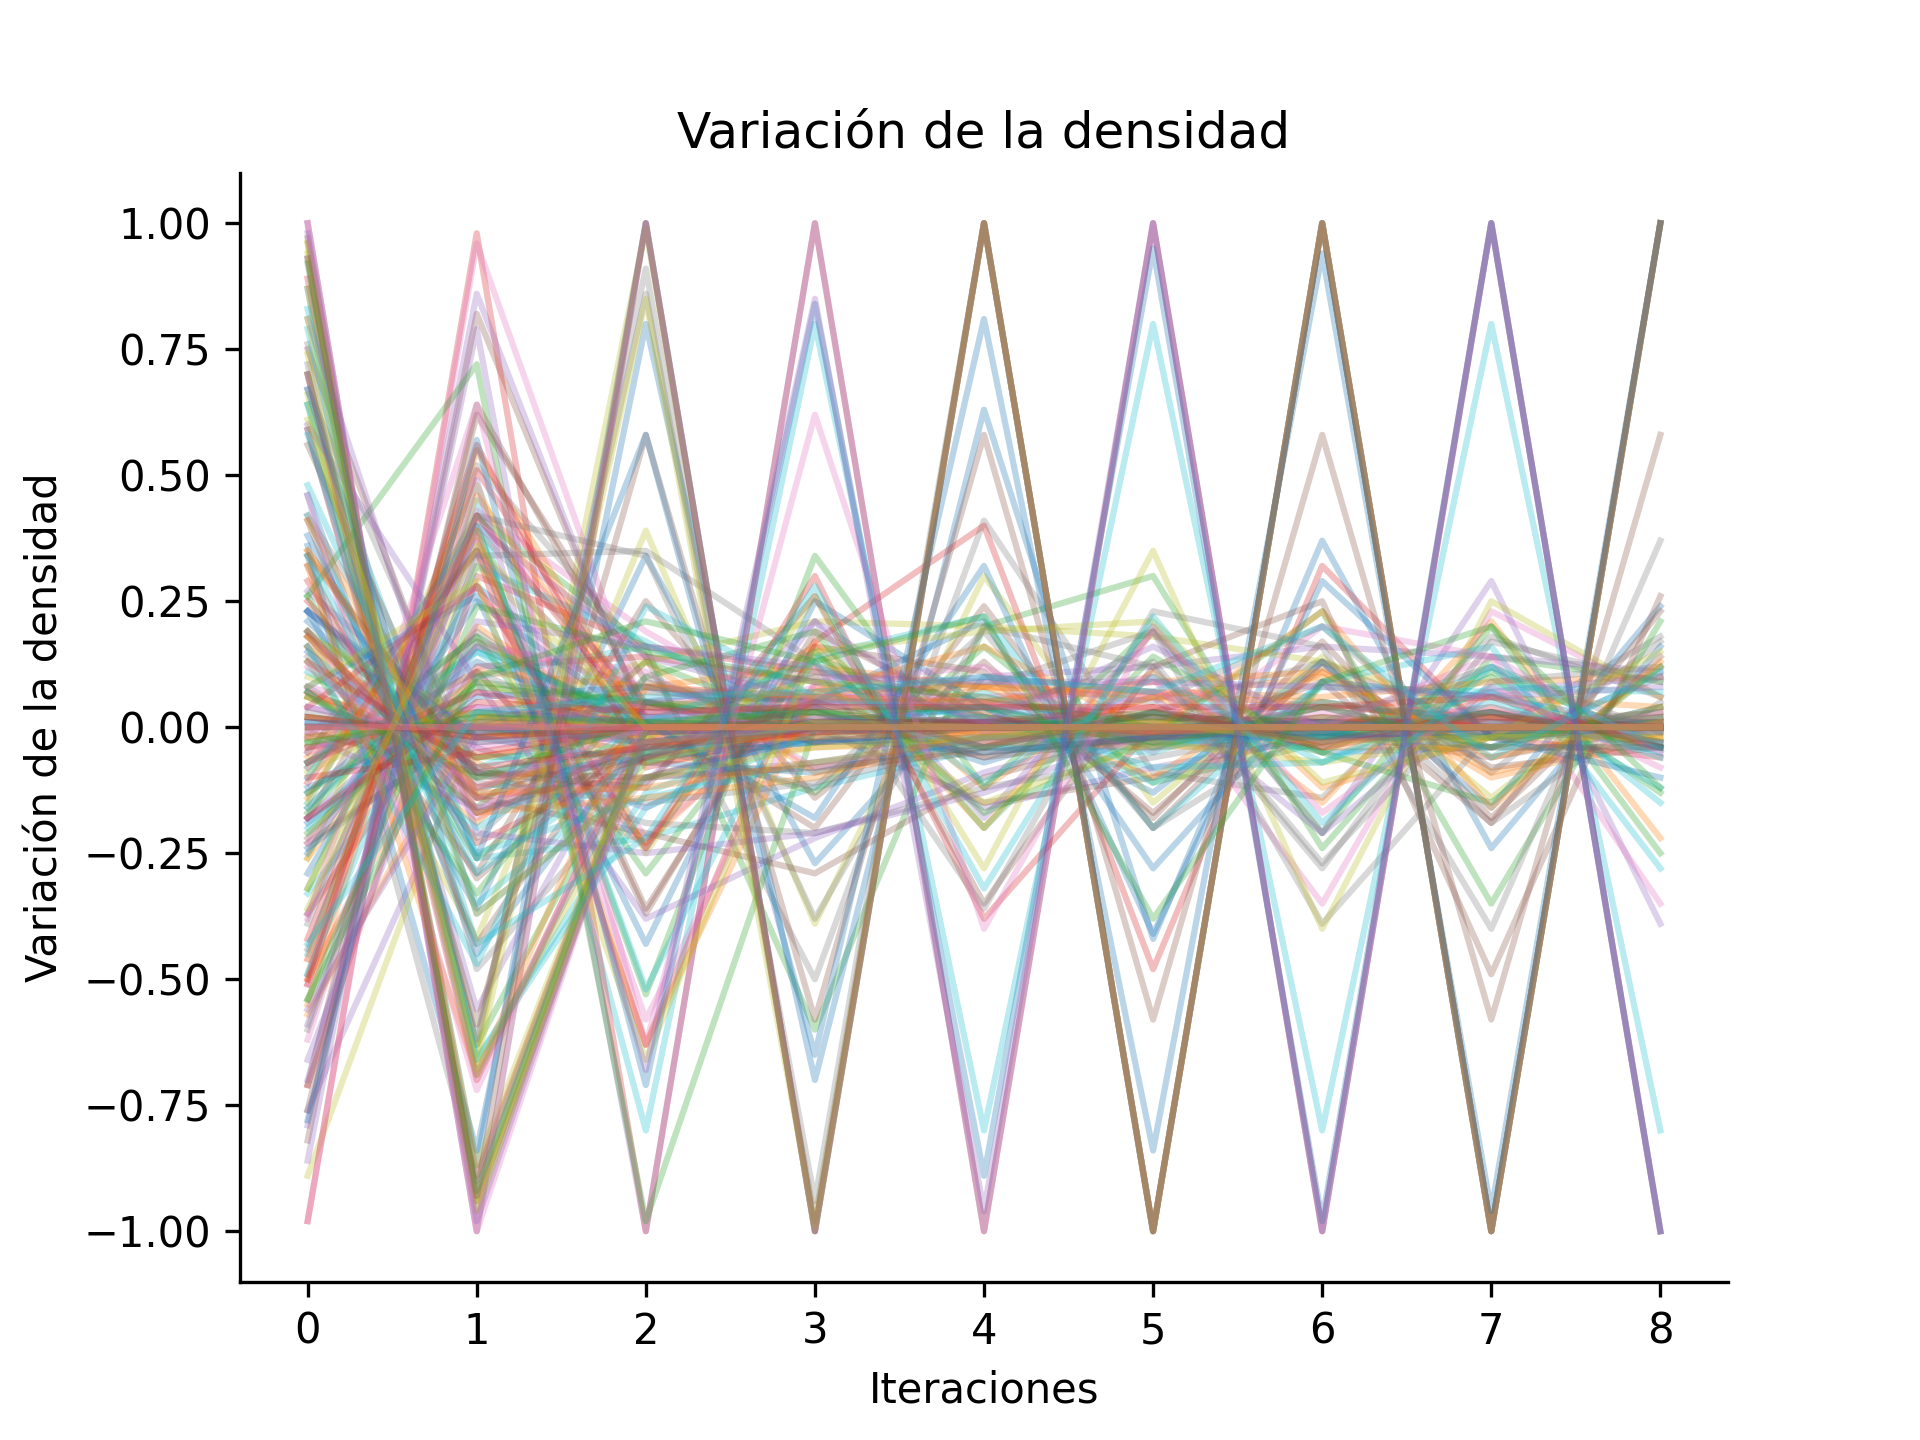 Variación de la densidad
Variación de la densidad
1.00
0.75
0.50
0.25
0.00
−0.25
−0.50
−0.75
−1.00
0 1 2 3 4 5 6 7 8
Iteraciones